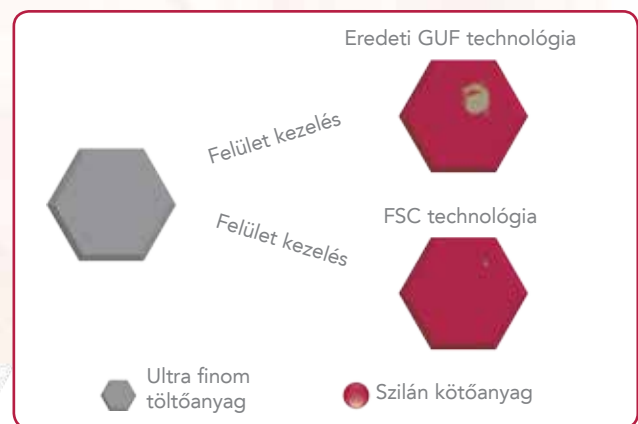 Eredeti GUF technológia
Felület kezelés
FSC technológia
Felület kezelés
Ultra finom
töltőanyag
Szilán kötőanyag